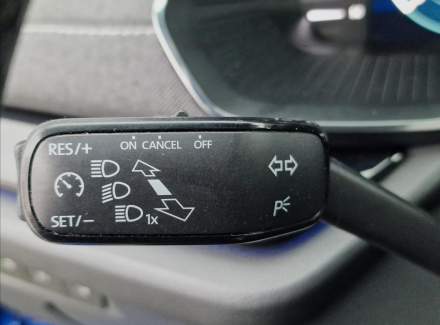 ON CANCEL OFF
RES/+
SET/-
1x
P